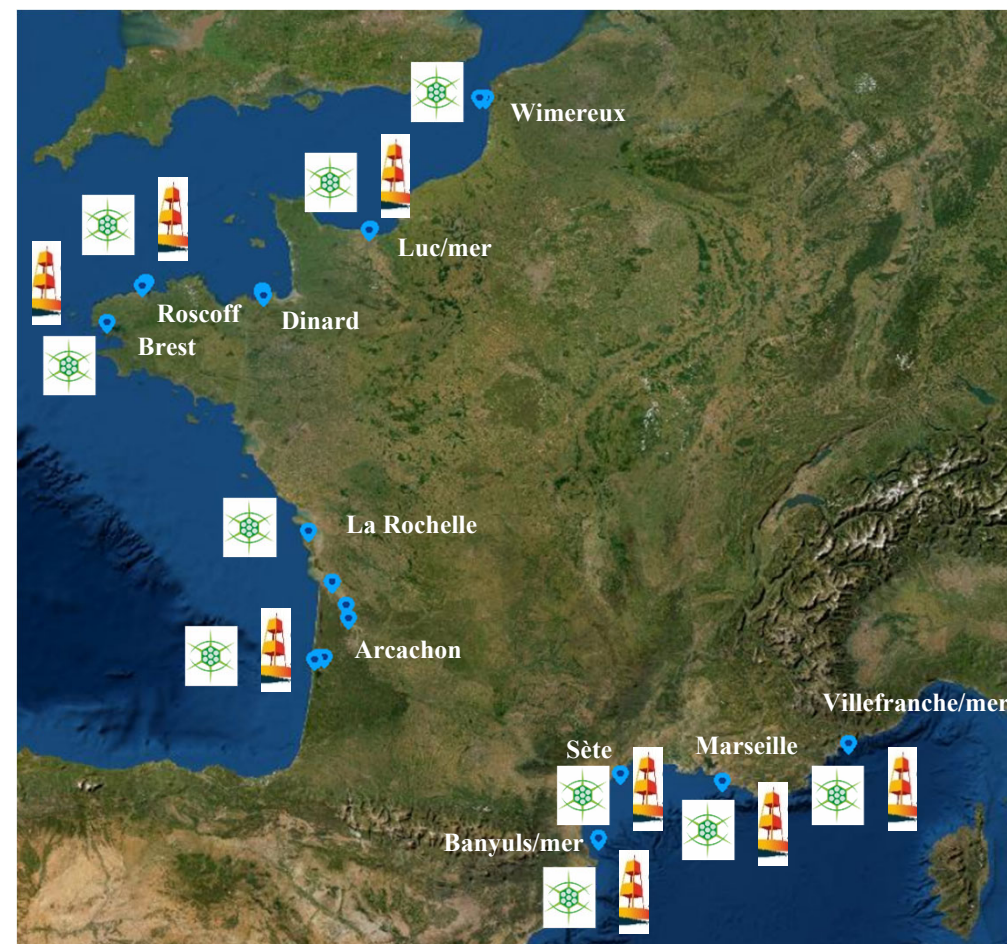 Wimereux
Luc/mer
Roscoff
Dinard
Brest
La Rochelle
Arcachon
Villefranche/mer
Sète
Marseille
Banyuls/mer